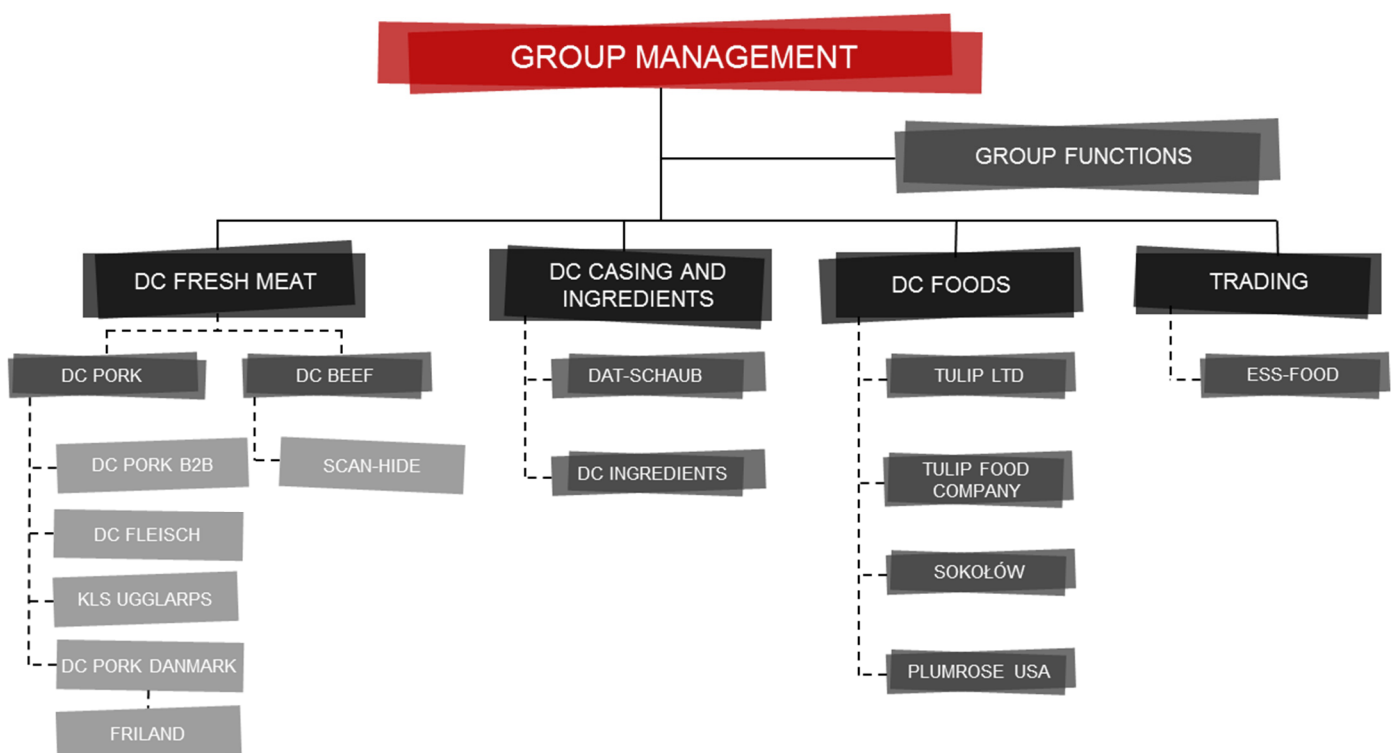 GROUP MANAGEMENT
GROUP FUNCTIONS
DC FRESH MEAT
DC CASING AND
INGREDIENTS
DC FOODS
TRADING
DC PORK
DC BEEF
DAT-SCHAUB
TULIP LTD
ESS-FOOD
DC PORK B2B
SCAN-HIDE
DC INGREDIENTS
TULIP FOOD
COMPANY
DC FLEISCH
SOKOŁÓW
KLS UGGLARPS
DC PORK DANMARK
PLUMROSE USA
FRILAND